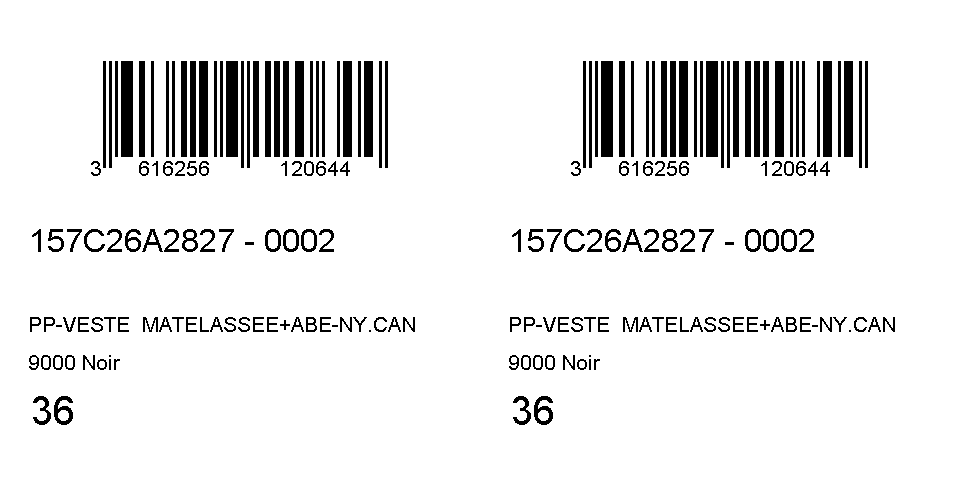 3 616256 120644
157C26A2827 - 0002
PP-VESTE  MATELASSEE+ABE-NY.CAN
9000 Noir
36
3 616256 120644
157C26A2827 - 0002
PP-VESTE  MATELASSEE+ABE-NY.CAN
9000 Noir
36